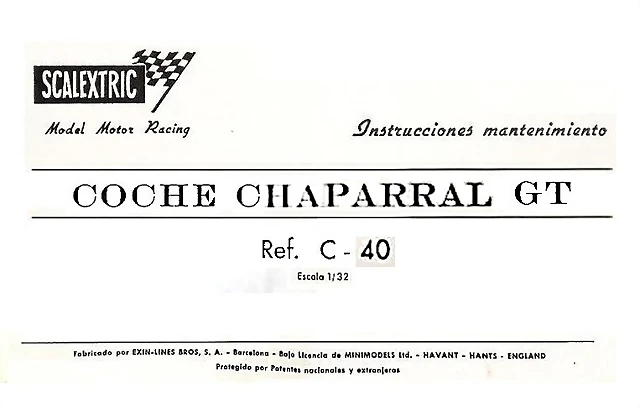 SCALEXTRIC
Model Motor Racing
Instrucciones mantenimiento
COCHE CHAPARRAL GT
Ref. C - 40
Escala 1/32
Fabricado por EXIN-LINES BROS, S. A. - Barcelona - Bajo Licencia de MINIMODELS Ltd. - HAVANT - HANTS - ENGLAND
Protegido por Patentes nacionales y extranjeras